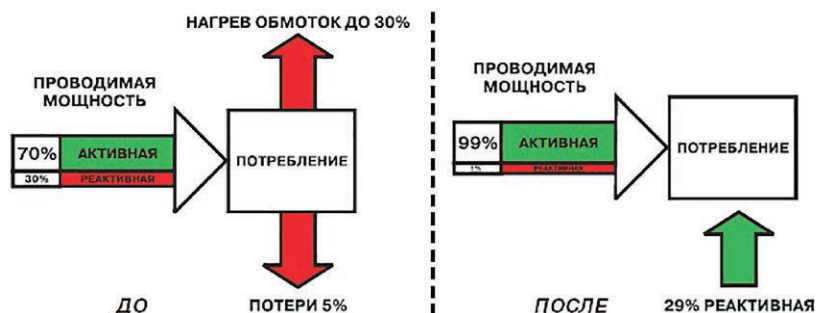 НАГРЕВ ОБМОТОК ДО 30%
ПРОВОДИМАЯ
МОЩНОСТЬ
70%
АКТИВНАЯ
30%
РЕАКТИВНАЯ
ПОТРЕБЛЕНИЕ
ДО
ПОТЕРИ 5%
ПРОВОДИМАЯ
МОЩНОСТЬ
99%
АКТИВНАЯ
1%
РЕАКТИВНАЯ
ПОТРЕБЛЕНИЕ
ПОСЛЕ
29% РЕАКТИВНАЯ